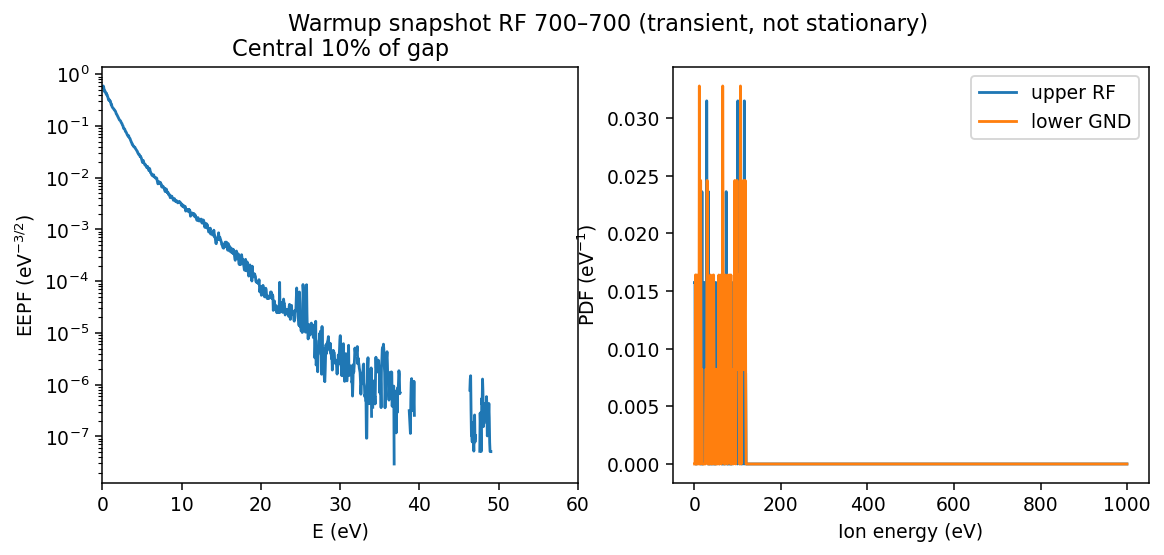 Warmup snapshot RF 700–700 (transient, not stationary)
Central 10% of gap
10⁰
10⁻¹
10⁻²
10⁻³
10⁻⁴
10⁻⁵
10⁻⁶
10⁻⁷
EEPF (eV⁻³ᐟ²)
0 10 20 30 40 50 60
E (eV)
upper RF
lower GND
0.030
0.025
0.020
0.015
0.010
0.005
0.000
PDF (eV⁻¹)
0 200 400 600 800 1000
Ion energy (eV)